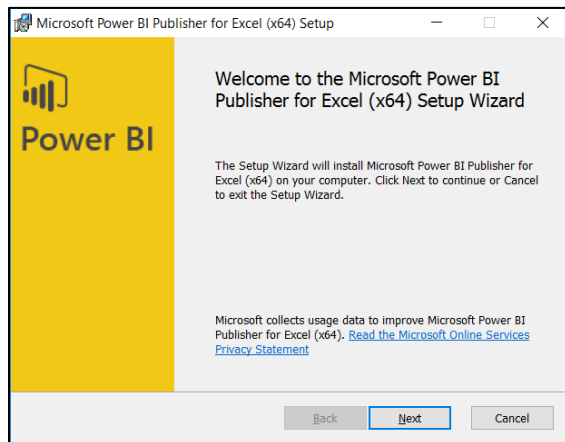 Microsoft Power BI Publisher for Excel (x64) Setup
Power BI
Welcome to the Microsoft Power BI
Publisher for Excel (x64) Setup Wizard
The Setup Wizard will install Microsoft Power BI Publisher for
Excel (x64) on your computer. Click Next to continue or Cancel
to exit the Setup Wizard.
Microsoft collects usage data to improve Microsoft Power BI
Publisher for Excel (x64). Read the Microsoft Online Services
Privacy Statement
Back
Next
Cancel